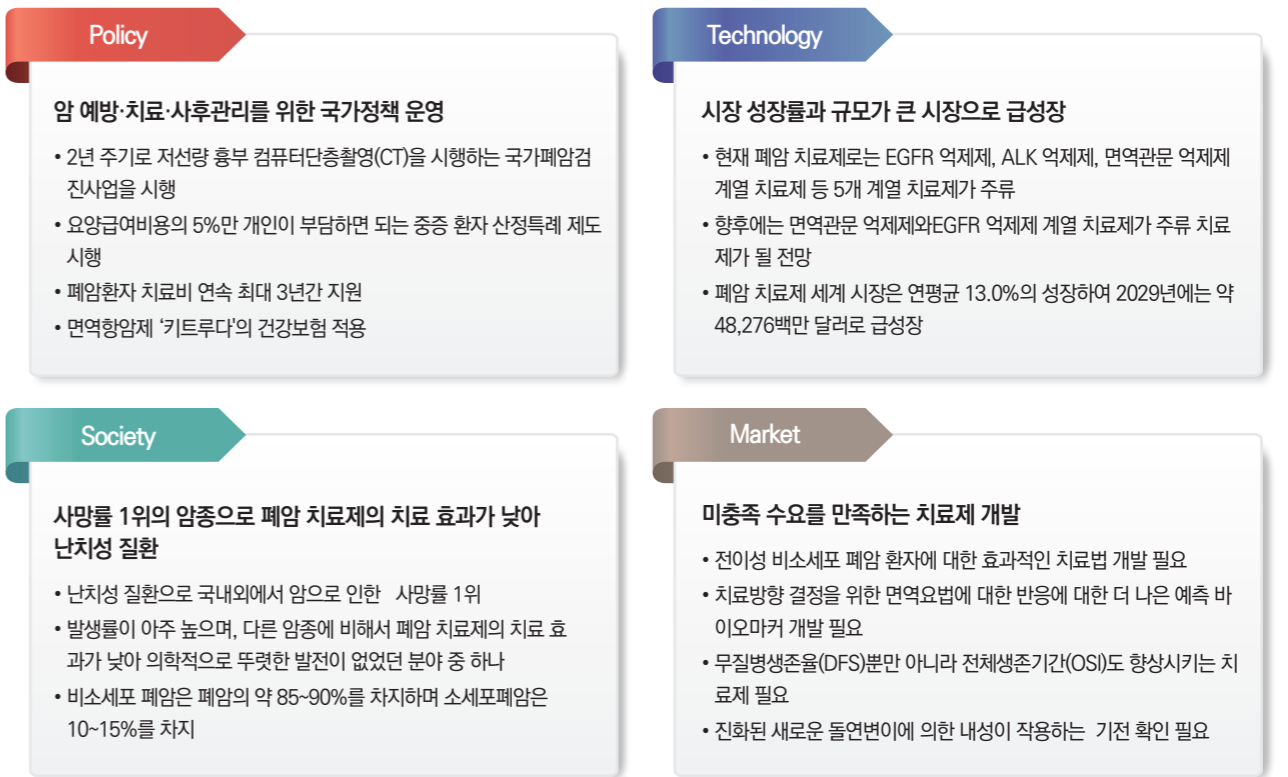 Policy
암 예방·치료·사후관리를 위한 국가정책 운영
• 2년 주기로 저선량 흉부 컴퓨터단층촬영(CT)을 시행하는 국가폐암검
진사업을 시행
• 요양급여비용의 5%만 개인이 부담하면 되는 중증 환자 산정특례 제도
시행
• 폐암환자 치료비 연속 최대 3년간 지원
• 면역항암제 ‘키트루다'의 건강보험 적용
Technology
시장 성장률과 규모가 큰 시장으로 급성장
• 현재 폐암 치료제로는 EGFR 억제제, ALK 억제제, 면역관문 억제제
계열 치료제 등 5개 계열 치료제가 주류
• 향후에는 면역관문 억제제와EGFR 억제제 계열 치료제가 주류 치료
제가 될 전망
• 폐암 치료제 세계 시장은 연평균 13.0%의 성장하여 2029년에는 약
48,276백만 달러로 급성장
Society
사망률 1위의 암종으로 폐암 치료제의 치료 효과가 낮아
난치성 질환
• 난치성 질환으로 국내외에서 암으로 인한 사망률 1위
• 발생률이 아주 높으며, 다른 암종에 비해서 폐암 치료제의 치료 효
과가 낮아 의학적으로 뚜렷한 발전이 없었던 분야 중 하나
• 비소세포 폐암은 폐암의 약 85~90%를 차지하며 소세포폐암은
10~15%를 차지
Market
미충족 수요를 만족하는 치료제 개발
• 전이성 비소세포 폐암 환자에 대한 효과적인 치료법 개발 필요
• 치료방향 결정을 위한 면역요법에 대한 반응에 대한 더 나은 예측 바
이오마커 개발 필요
• 무질병생존율(DFS)뿐만 아니라 전체생존기간(OSI)도 향상시키는 치
료제 필요
• 진화된 새로운 돌연변이에 의한 내성이 작용하는 기전 확인 필요